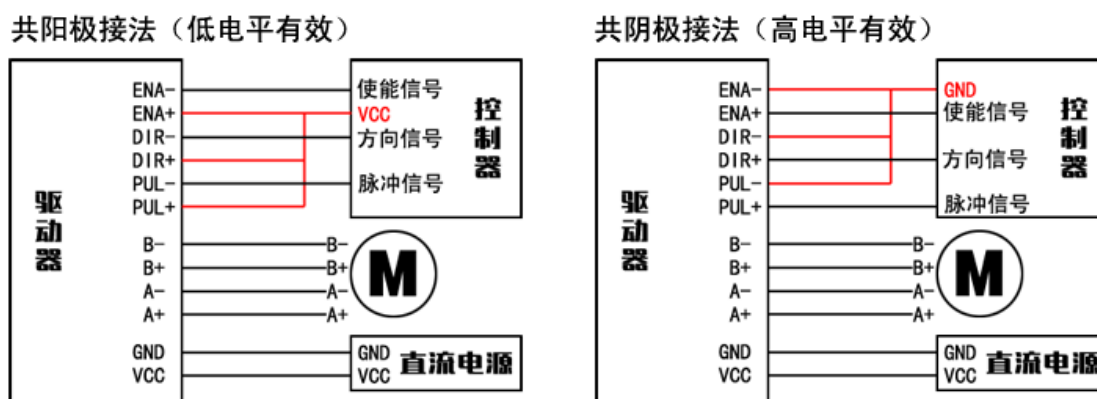 共阳极接法（低电平有效）
ENA-
ENA+
DIR-
DIR+
PUL-
PUL+
B-
B+
A-
A+
GND
VCC
驱动器
使能信号
VCC
方向信号
脉冲信号
控制器
B-
B+
A-
A+
M
GND
VCC
直流电源
共阴极接法（高电平有效）
ENA-
ENA+
DIR-
DIR+
PUL-
PUL+
B-
B+
A-
A+
GND
VCC
驱动器
GND
使能信号
方向信号
脉冲信号
控制器
B-
B+
A-
A+
M
GND
VCC
直流电源